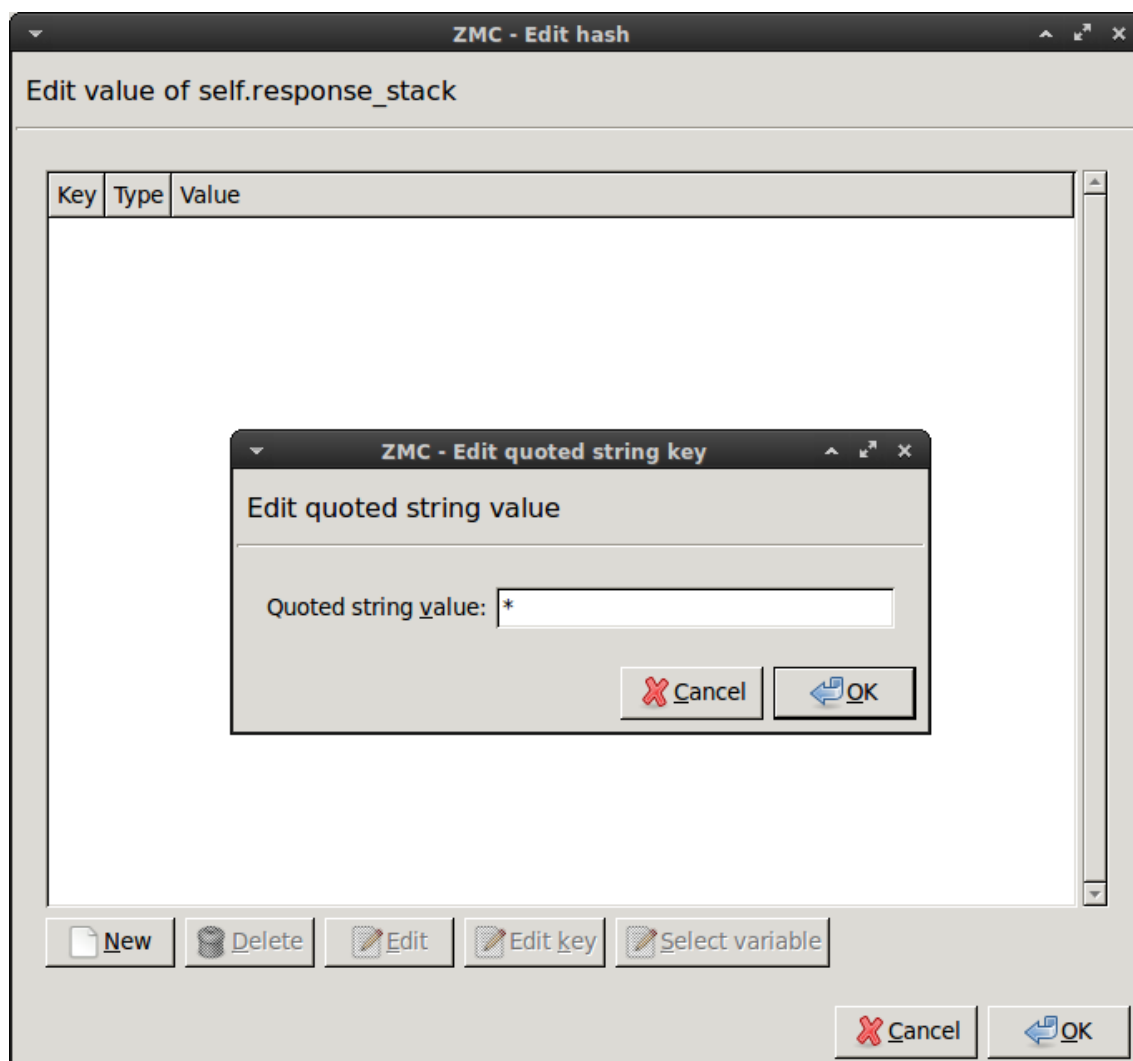 ZMC - Edit hash
Edit value of self.response_stack
Key Type Value
ZMC - Edit quoted string key
Edit quoted string value
Quoted string value: *
Cancel OK
New Delete Edit Edit key Select variable
Cancel OK